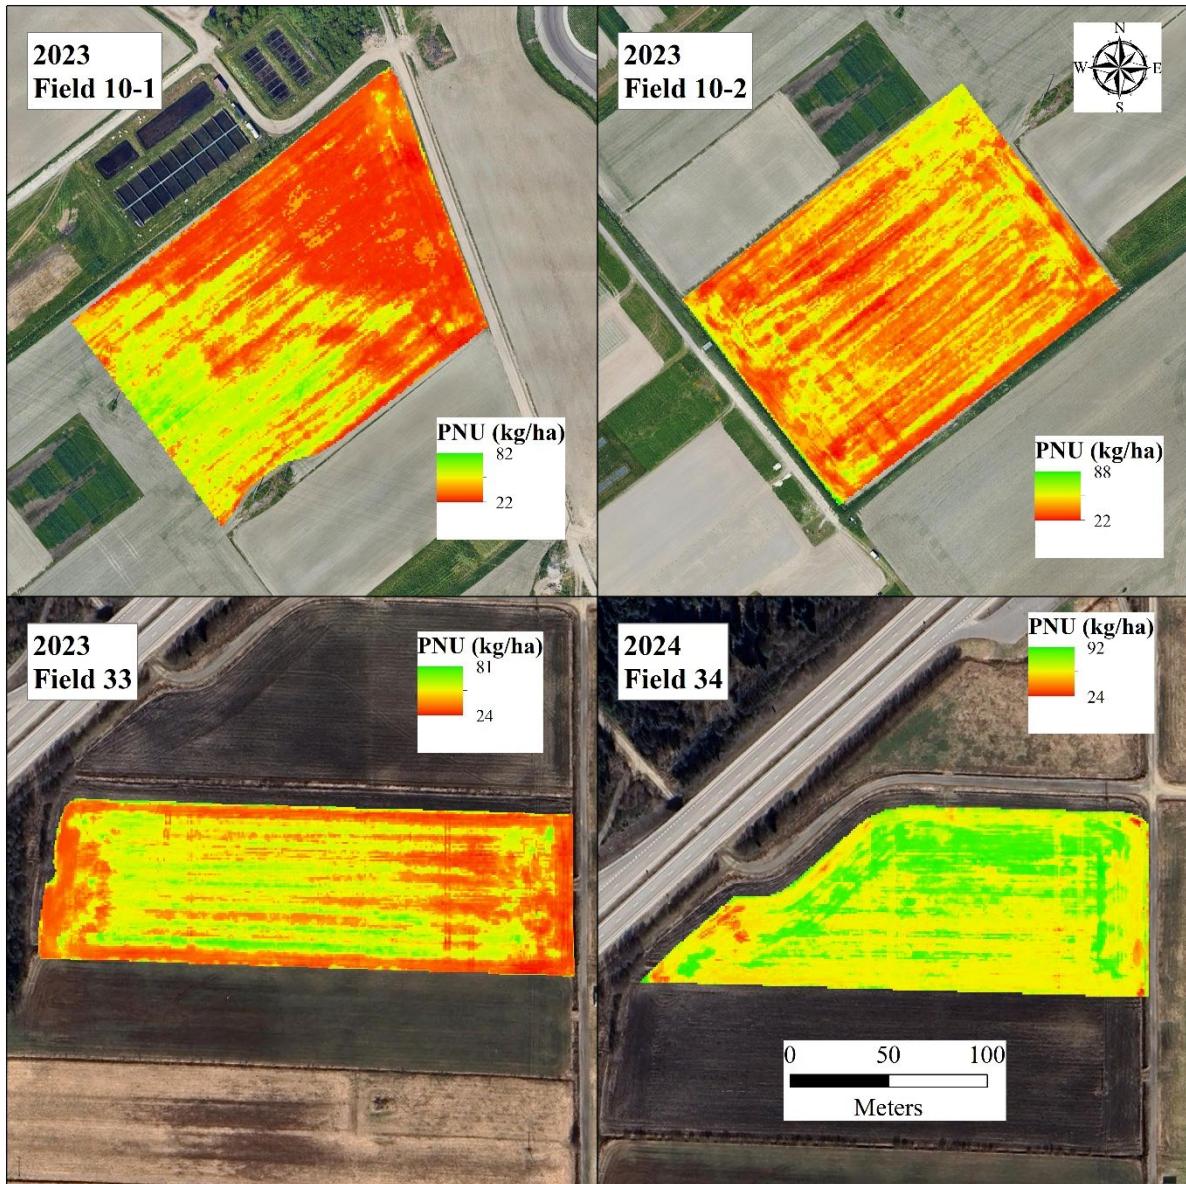 2023
Field 10-1
PNU (kg/ha)
82
22
2023
Field 10-2
N
W E
S
PNU (kg/ha)
88
22
2023
Field 33
PNU (kg/ha)
81
24
2024
Field 34
PNU (kg/ha)
92
24
0 50 100
Meters